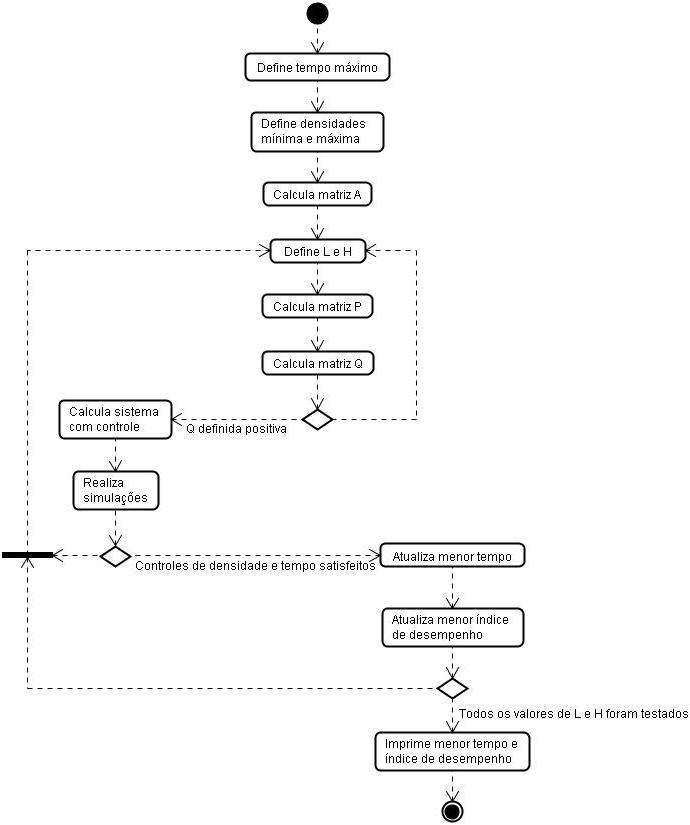 Define tempo máximo
Define densidades
mínima e máxima
Calcula matriz A
Define L e H
Calcula matriz P
Calcula matriz Q
Q definida positiva
Calcula sistema
com controle
Realiza
simulações
Controles de densidade e tempo satisfeitos
Atualiza menor tempo
Atualiza menor índice
de desempenho
Todos os valores de L e H foram testados
Imprime menor tempo e
índice de desempenho